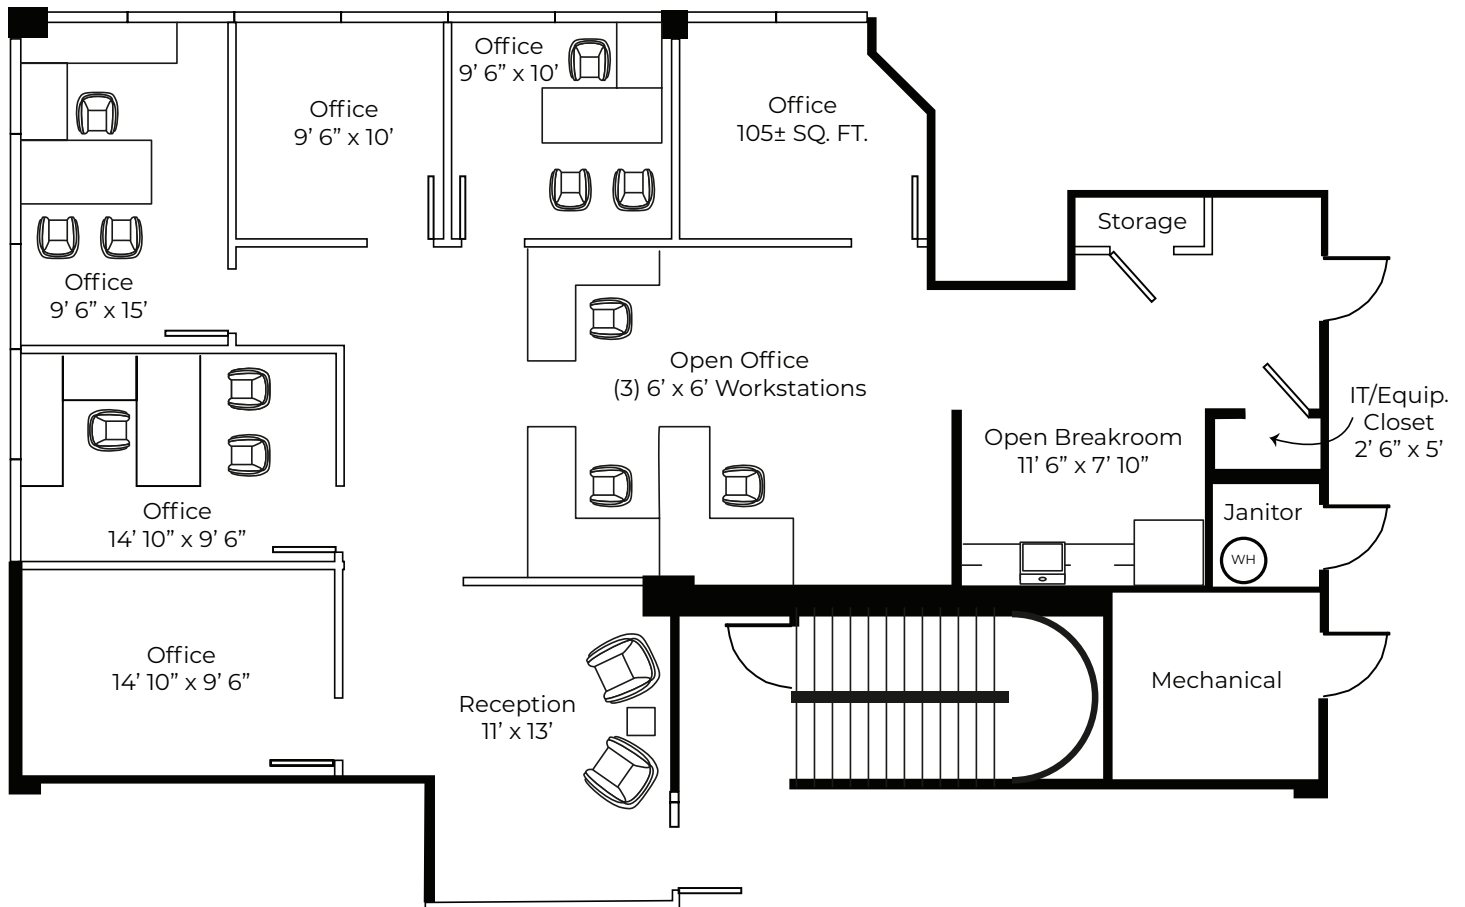 Office
9’ 6” x 10’
Office
9’ 6” x 10’
Office
105± SQ. FT.
Storage
Office
9’ 6” x 15’
Open Office
(3) 6’ x 6’ Workstations
IT/Equip.
Closet
2’ 6” x 5’
Open Breakroom
11’ 6” x 7’ 10”
Office
14’ 10” x 9’ 6”
Janitor
WH
Office
14’ 10” x 9’ 6”
Reception
11’ x 13’
Mechanical